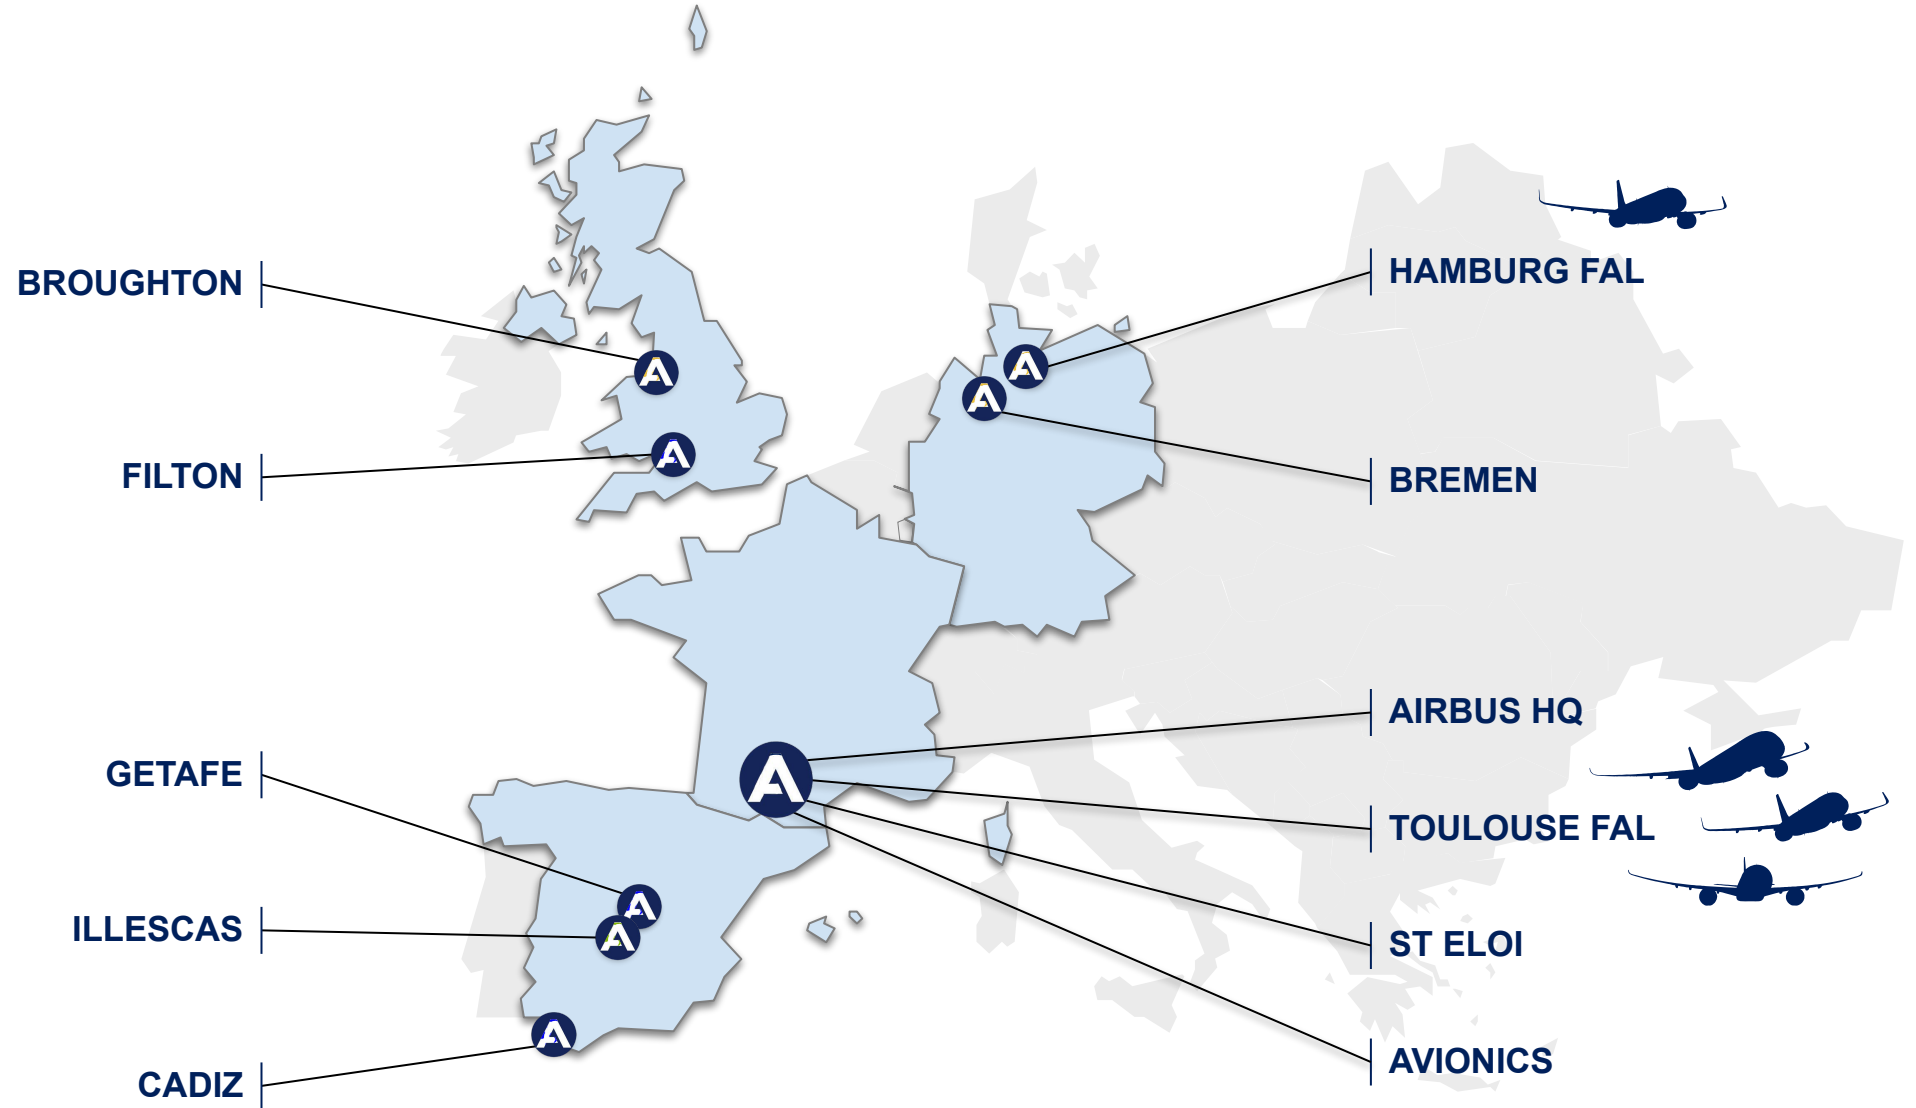 BROUGHTON
FILTON
GETAFE
ILLESCAS
CADIZ
HAMBURG FAL
BREMEN
AIRBUS HQ
TOULOUSE FAL
ST ELOI
AVIONICS